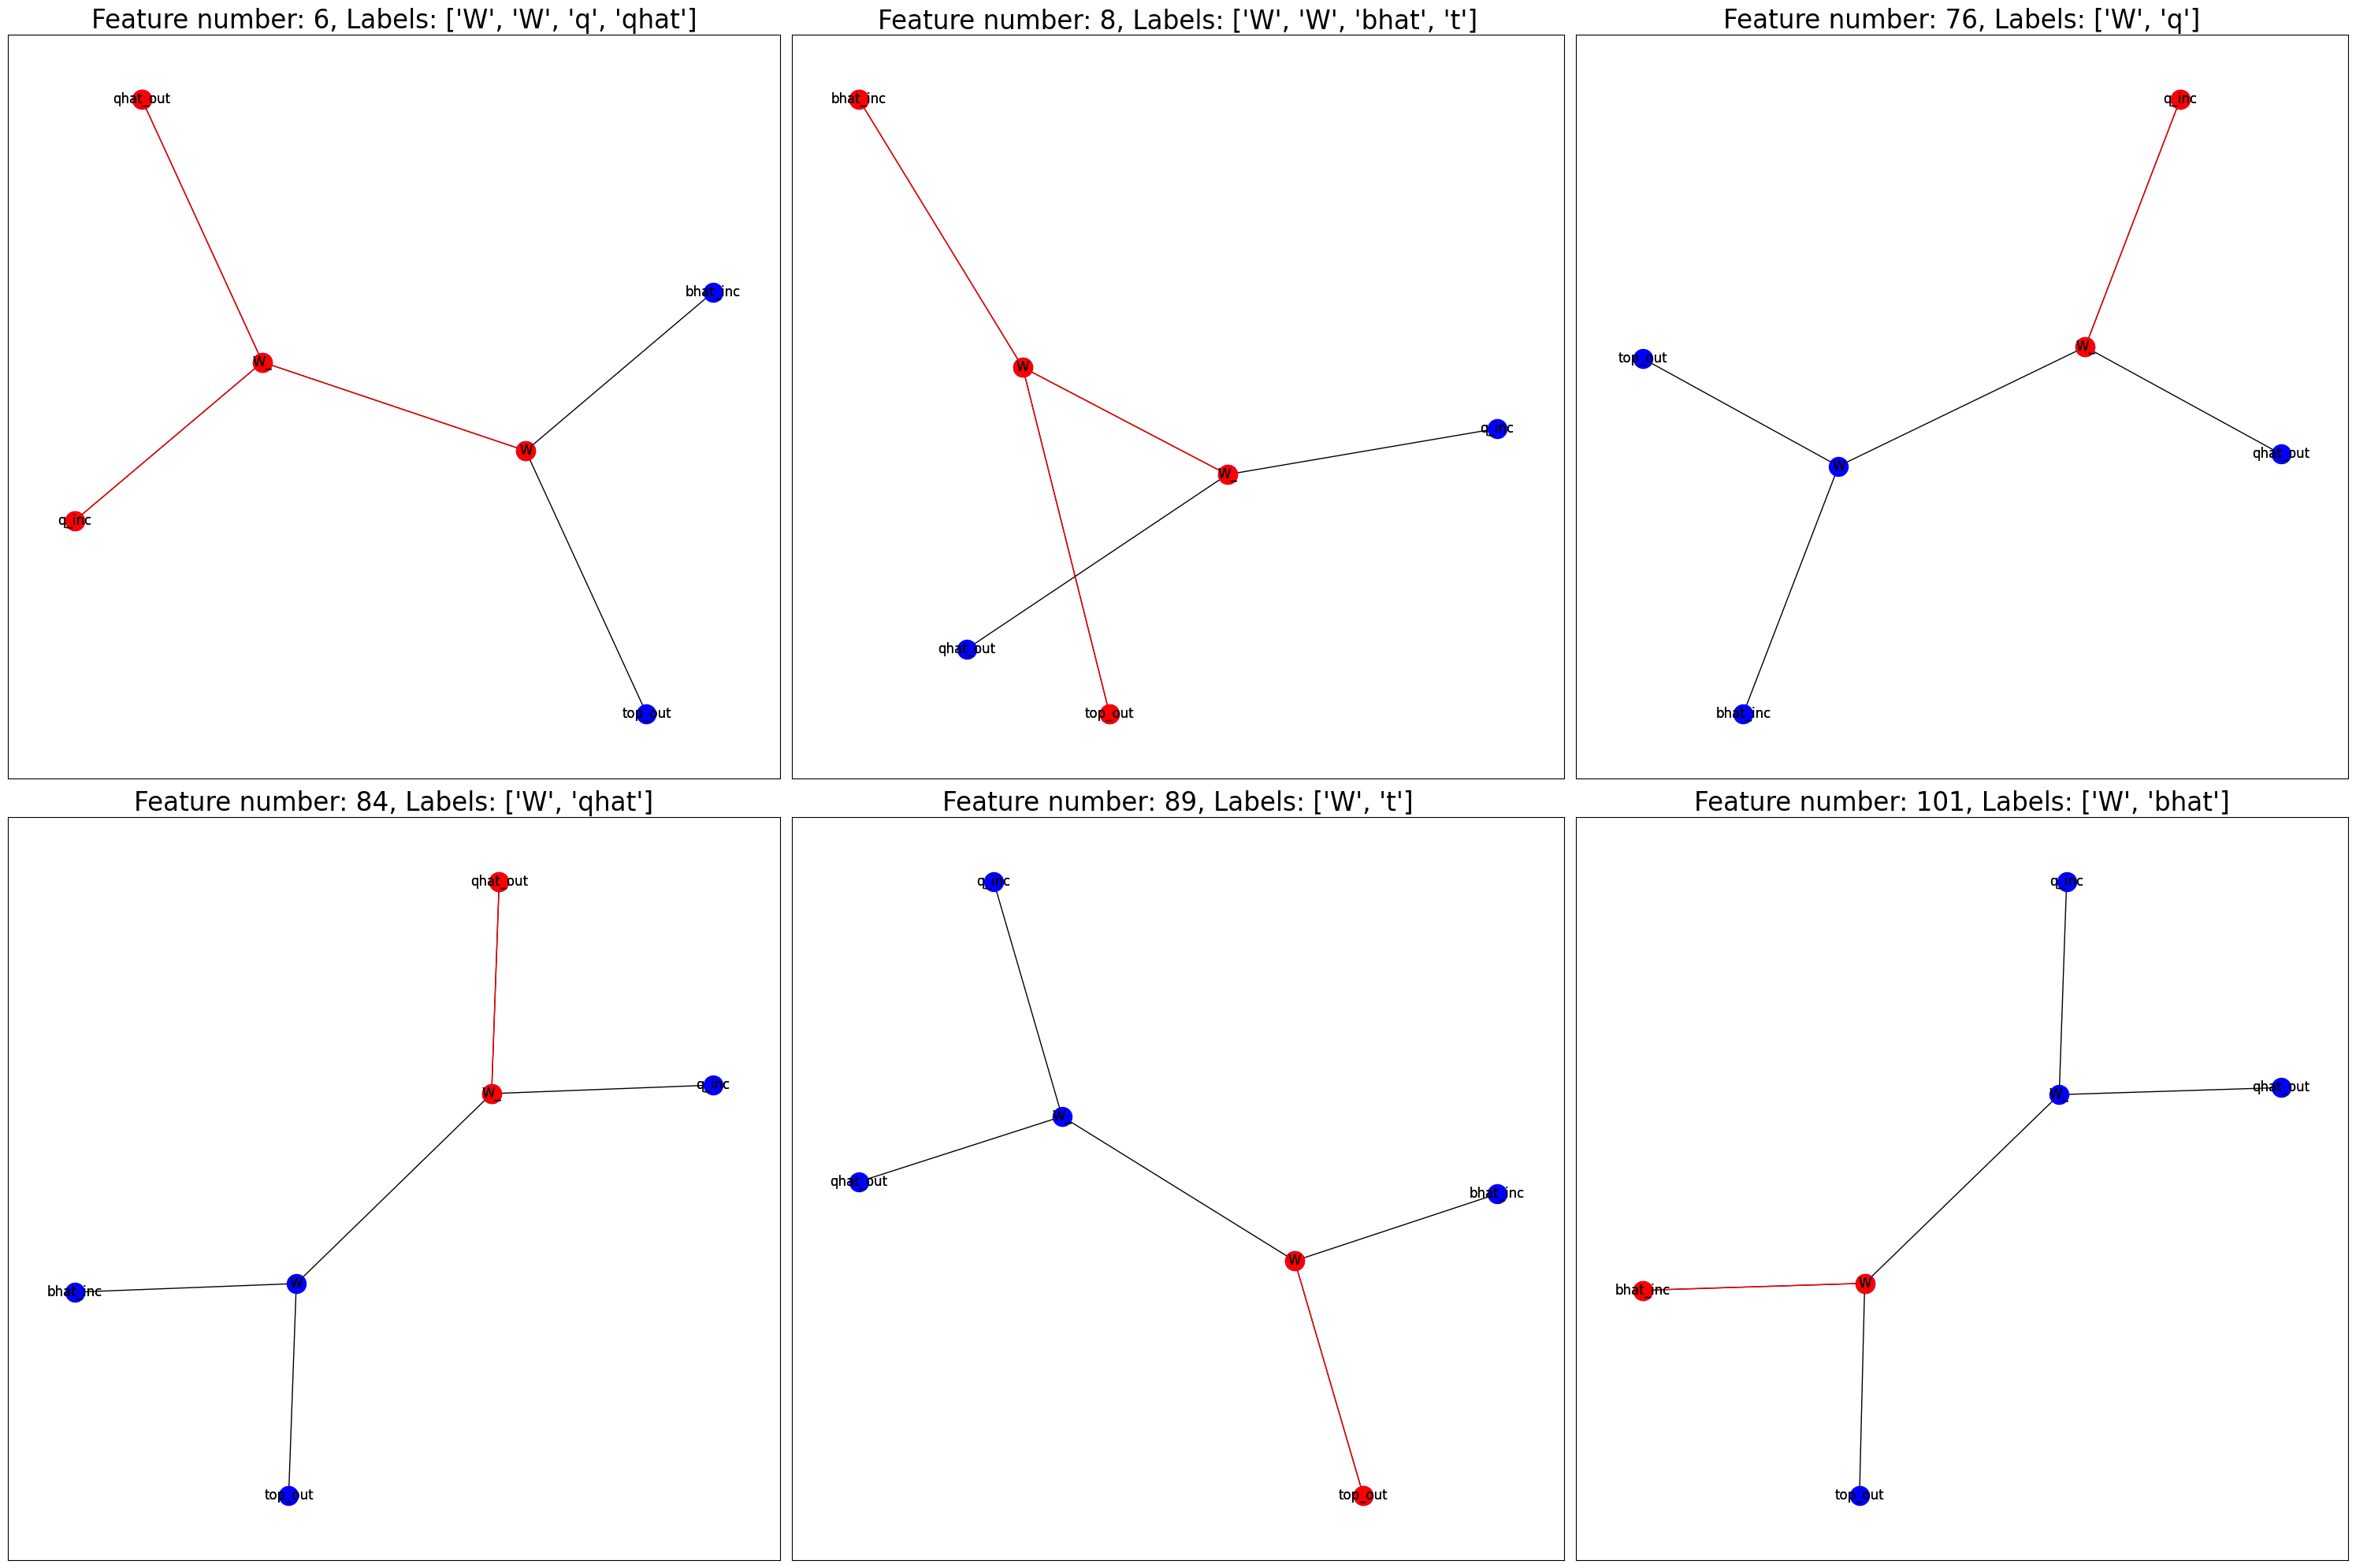 Feature number: 6, Labels: ['W', 'W', 'q', 'qhat']
qhat_out
bhat_inc
W_
W
q_inc
top_out
Feature number: 8, Labels: ['W', 'W', 'bhat', 't']
bhat_inc
W
q_inc
W_
qhat_out
top_out
Feature number: 76, Labels: ['W', 'q']
q_inc
W_
top_out
qhat_out
W
bhat_inc
Feature number: 84, Labels: ['W', 'qhat']
qhat_out
q_inc
W_
W
bhat_inc
top_out
Feature number: 89, Labels: ['W', 't']
q_inc
W_
qhat_out
bhat_inc
W
top_out
Feature number: 101, Labels: ['W', 'bhat']
q_inc
qhat_out
W_
W
bhat_inc
top_out